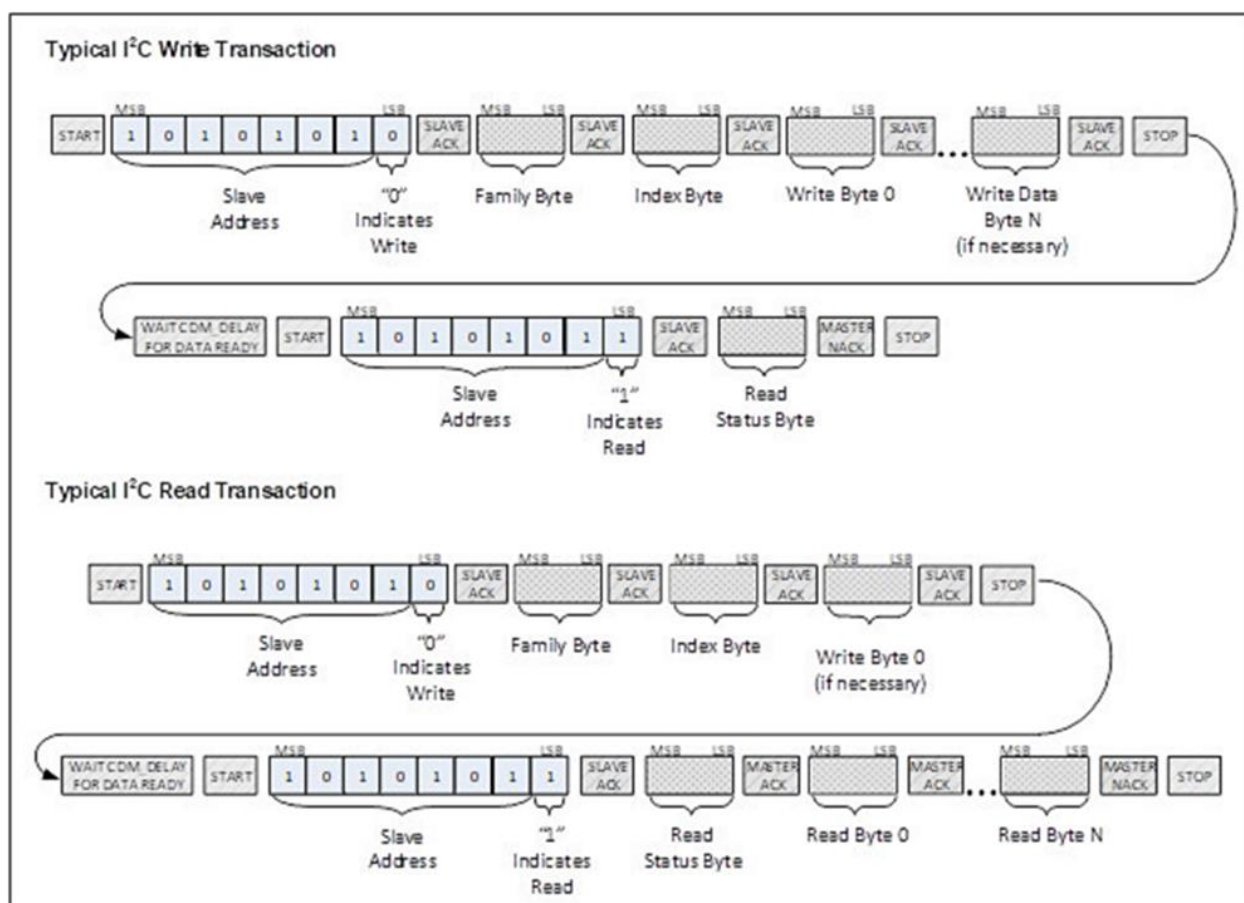 Typical I²C Write Transaction
MSB LSB MSB LSB MSB LSB MSB LSB MSB LSB
START 1 0 1 0 1 0 1 0 SLAVE ACK SLAVE ACK SLAVE ACK SLAVE ACK ... SLAVE ACK STOP
Slave Address
"0" Indicates Write
Family Byte
Index Byte
Write Byte 0
Write Data Byte N (if necessary)
MSB LSB MSB LSB
WAIT CDM_DELAY FOR DATA READY START 1 0 1 0 1 0 1 1 SLAVE ACK MASTER NACK STOP
Slave Address
"1" Indicates Read
Read Status Byte
Typical I²C Read Transaction
MSB LSB MSB LSB MSB LSB MSB LSB
START 1 0 1 0 1 0 1 0 SLAVE ACK SLAVE ACK SLAVE ACK SLAVE ACK STOP
Slave Address
"0" Indicates Write
Family Byte
Index Byte
Write Byte 0 (if necessary)
MSB LSB MSB LSB MSB LSB MSB LSB
WAIT CDM_DELAY FOR DATA READY START 1 0 1 0 1 0 1 1 SLAVE ACK MASTER ACK MASTER ACK ... MASTER NACK STOP
Slave Address
"1" Indicates Read
Read Status Byte
Read Byte 0
Read Byte N